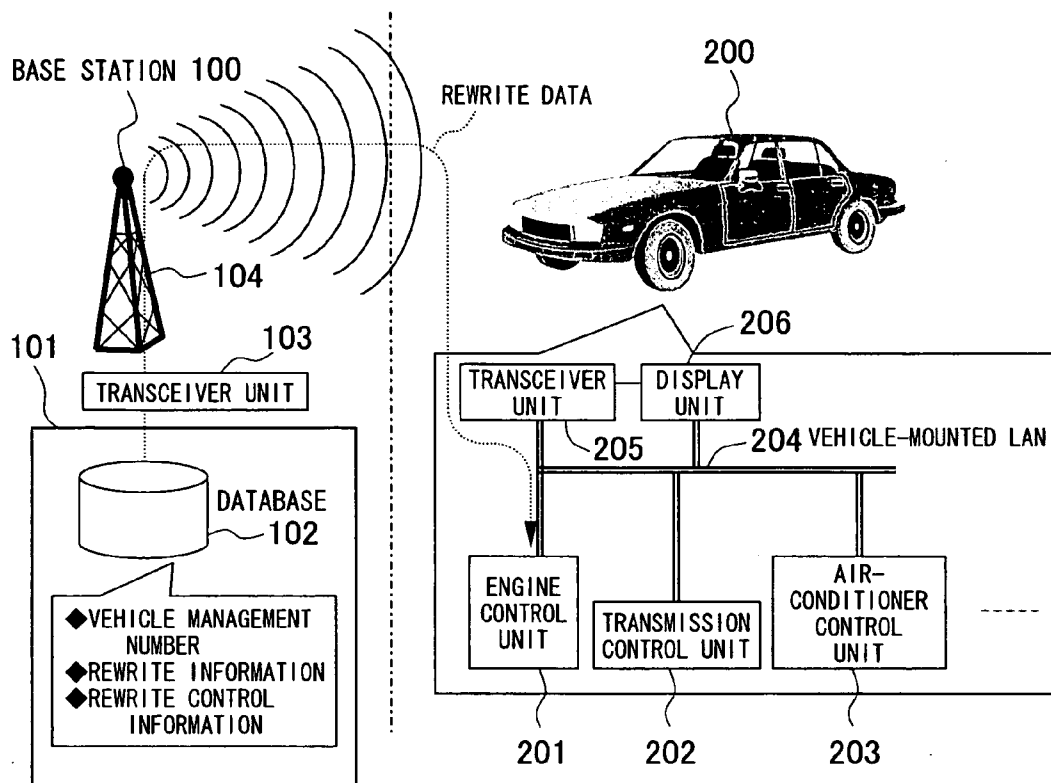 BASE STATION 100
REWRITE DATA
200
104
103
101
TRANSCEIVER UNIT
DATABASE
102
◆VEHICLE MANAGEMENT
NUMBER
◆REWRITE INFORMATION
◆REWRITE CONTROL
INFORMATION
206
TRANSCEIVER
UNIT
DISPLAY
UNIT
205
204 VEHICLE-MOUNTED LAN
ENGINE
CONTROL
UNIT
TRANSMISSION
CONTROL UNIT
AIR-
CONDITIONER
CONTROL
UNIT
201
202
203